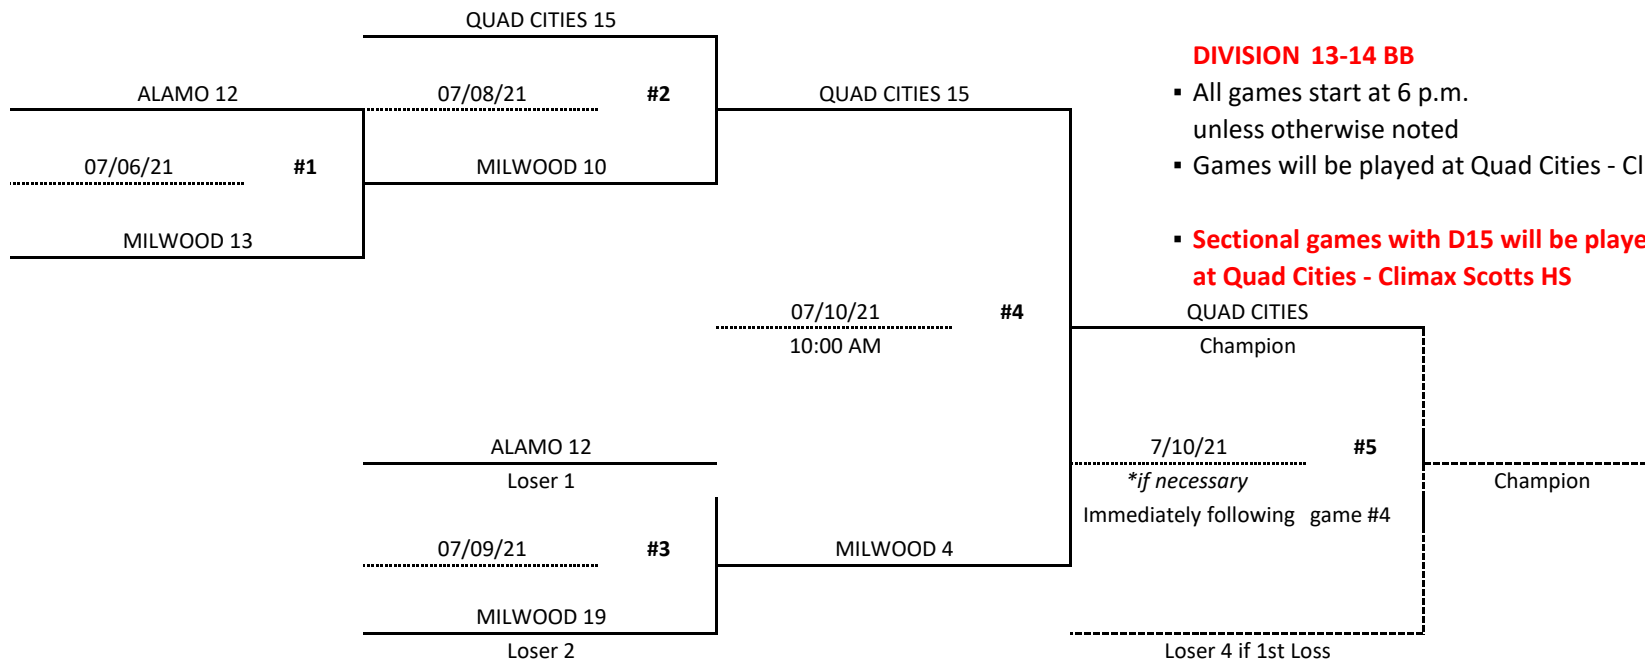 QUAD CITIES 15
DIVISION 13-14 BB
ALAMO 12
07/08/21 #2
QUAD CITIES 15
▪ All games start at 6 p.m.
unless otherwise noted
07/06/21 #1
MILWOOD 10
▪ Games will be played at Quad Cities - Cl
MILWOOD 13
▪ Sectional games with D15 will be playe
at Quad Cities - Climax Scotts HS
07/10/21 #4
10:00 AM
QUAD CITIES
Champion
ALAMO 12
Loser 1
7/10/21 #5
*if necessary
Immediately following game #4
Champion
07/09/21 #3
MILWOOD 4
MILWOOD 19
Loser 2
Loser 4 if 1st Loss